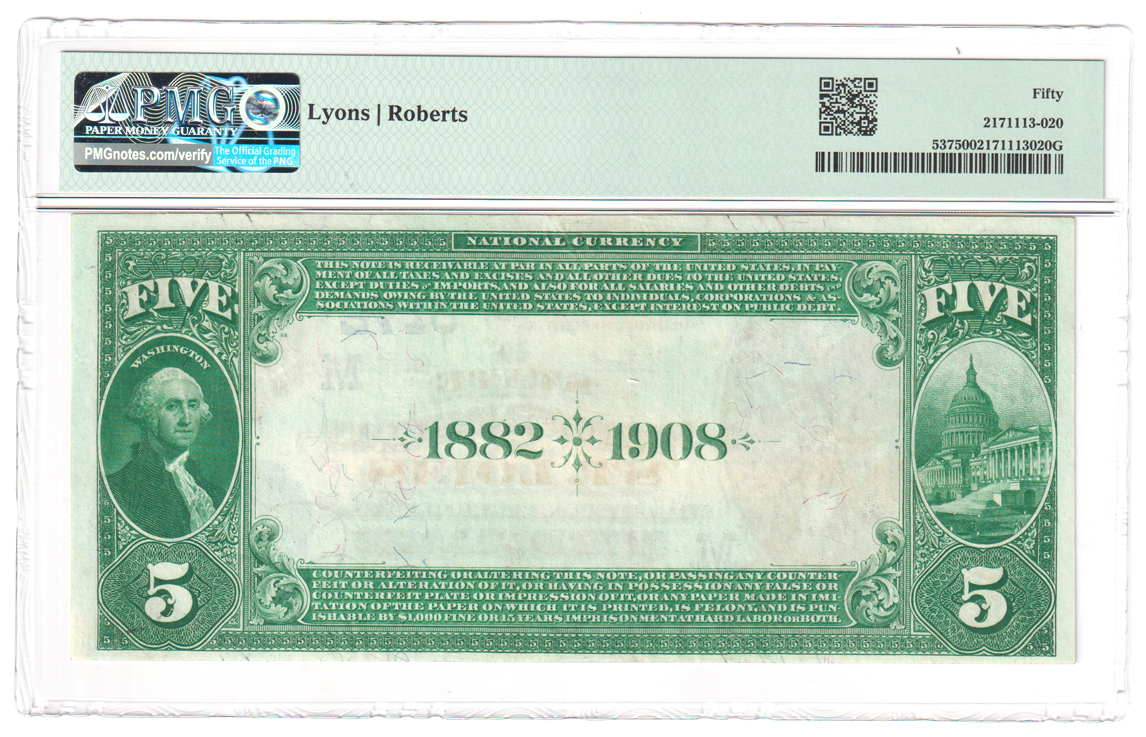 PMG
PAPER MONEY GUARANTY
PMGnotes.com/verify
The Official Grading
Service of the PNG
Lyons | Roberts
Fifty
2171113-020
5375002171113020G
NATIONAL CURRENCY
THIS NOTE IS RECEIVABLE AT PAR IN ALL PARTS OF THE UNITED STATES, IN PAY-
MENT OF ALL TAXES AND EXCISES AND ALL OTHER DUES TO THE UNITED STATES,
EXCEPT DUTIES ON IMPORTS, AND ALSO FOR ALL SALARIES AND OTHER DEBTS
DEMANDS OWING BY THE UNITED STATES TO INDIVIDUALS, CORPORATIONS & AS-
SOCIATIONS WITHIN THE UNITED STATES, EXCEPT INTEREST ON PUBLIC DEBT.
FIVE
FIVE
WASHINGTON
1882 1908
5
5
COUNTERFEITING OR ALTERING THIS NOTE, OR PASSING ANY COUNTER-
FEIT OR ALTERATION OF IT, OR HAVING IN POSSESSION ANY FALSE OR
COUNTERFEIT PLATE OR IMPRESSION OF IT, OR ANY PAPER MADE IN IMI-
TATION OF THE PAPER ON WHICH IT IS PRINTED, IS FELONY, AND IS PUN-
ISHABLE BY $1,000 FINE OR 15 YEARS IMPRISONMENT AT HARD LABOR OR BOTH.